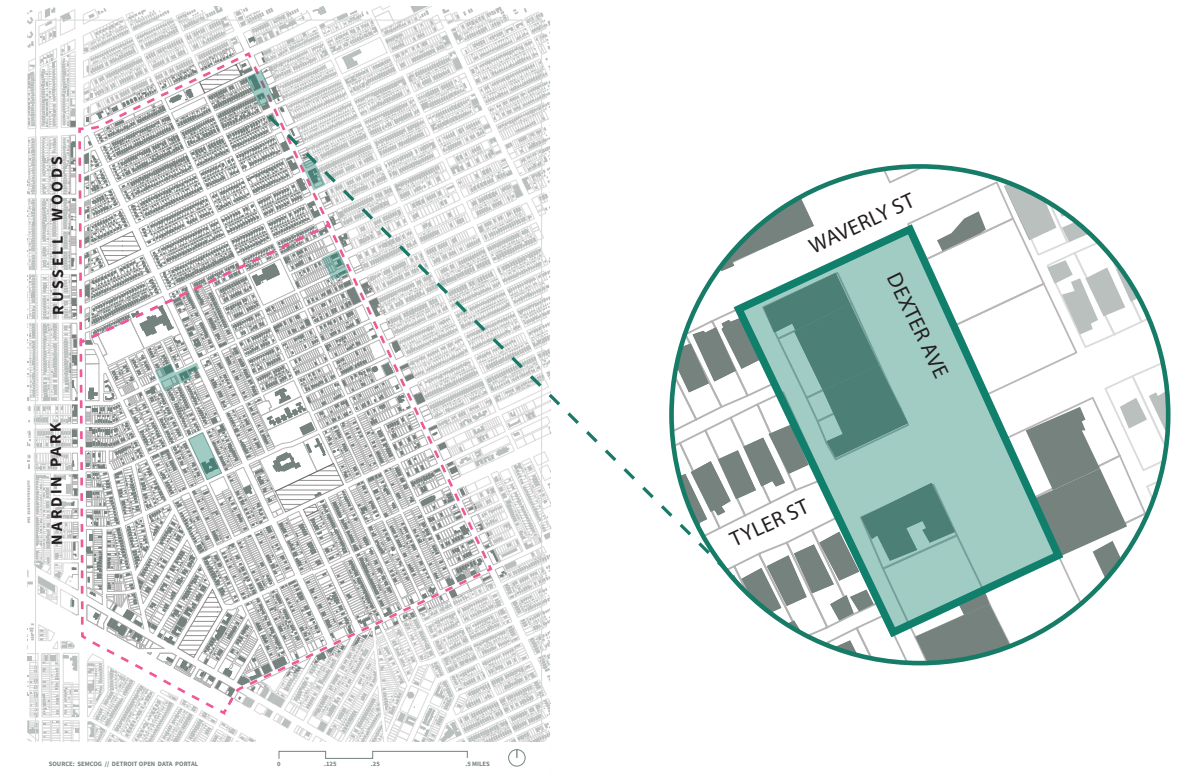 RUSSELL WOODS
NARDIN PARK
WAVERLY ST
DEXTER AVE
TYLER ST
SOURCE: SEMCOG // DETROIT OPEN DATA PORTAL
0 .125 .25 .5 MILES